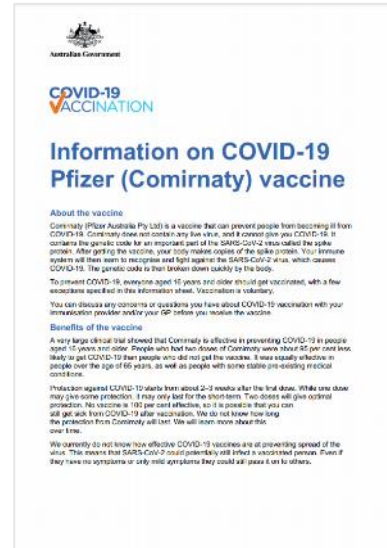 Australian Government
COVID-19
VACCINATION
Information on COVID-19
Pfizer (Comirnaty) vaccine
About the vaccine
Comirnaty (Pfizer Australia Pty Ltd) is a vaccine that can prevent people from becoming ill from
COVID-19. Comirnaty does not contain any live virus, and it cannot give you COVID-19. It
contains the genetic code for an important part of the SARS-CoV-2 virus called the spike
protein. After getting the vaccine, your body makes copies of the spike protein. Your immune
system will then learn to recognise and fight against the SARS-CoV-2 virus, which causes
COVID-19. The genetic code is then broken down quickly by the body.
To prevent COVID-19, everyone aged 16 years and older should get vaccinated, with a few
exceptions specified in this information sheet. Vaccination is voluntary.
You can discuss any concerns or questions you have about COVID-19 vaccination with your
immunisation provider and/or your GP before you receive the vaccine.
Benefits of the vaccine
A very large clinical trial showed that Comirnaty is effective in preventing COVID-19 in people
aged 16 years and older. People who had two doses of Comirnaty were about 95 per cent less
likely to get COVID-19 than people who did not get the vaccine. It was equally effective in
people over the age of 65 years, as well as people with some stable pre-existing medical
conditions.
Protection against COVID-19 starts from about 2–3 weeks after the first dose. While one dose
may give some protection, it may only last for the short-term. Two doses will give optimal
protection. No vaccine is 100 per cent effective, so it is possible that you can
still get sick from COVID-19 after vaccination. We do not know how long
the protection from Comirnaty will last. We will learn more about this
over time.
We currently do not know how effective COVID-19 vaccines are at preventing spread of the
virus. This means that SARS-CoV-2 could potentially still infect a vaccinated person. Even if
they have no symptoms or only mild symptoms they could still pass it on to others.